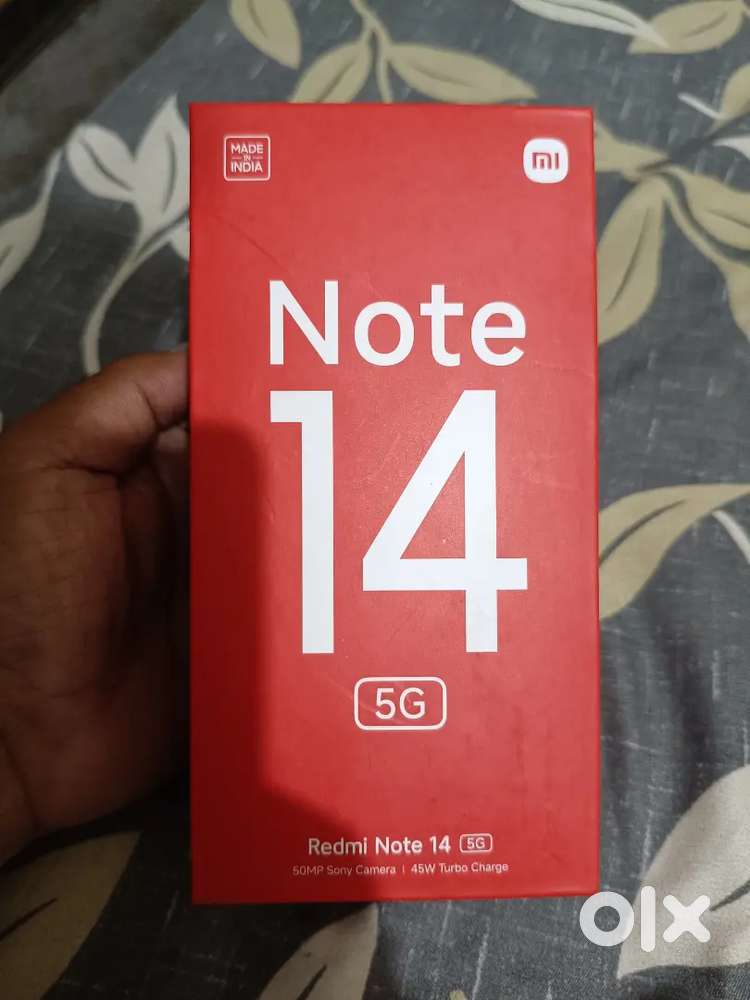 MADE
IN
INDIA
mi
Note
14
5G
Redmi Note 14 5G
50MP Sony Camera | 45W Turbo Charge
olx